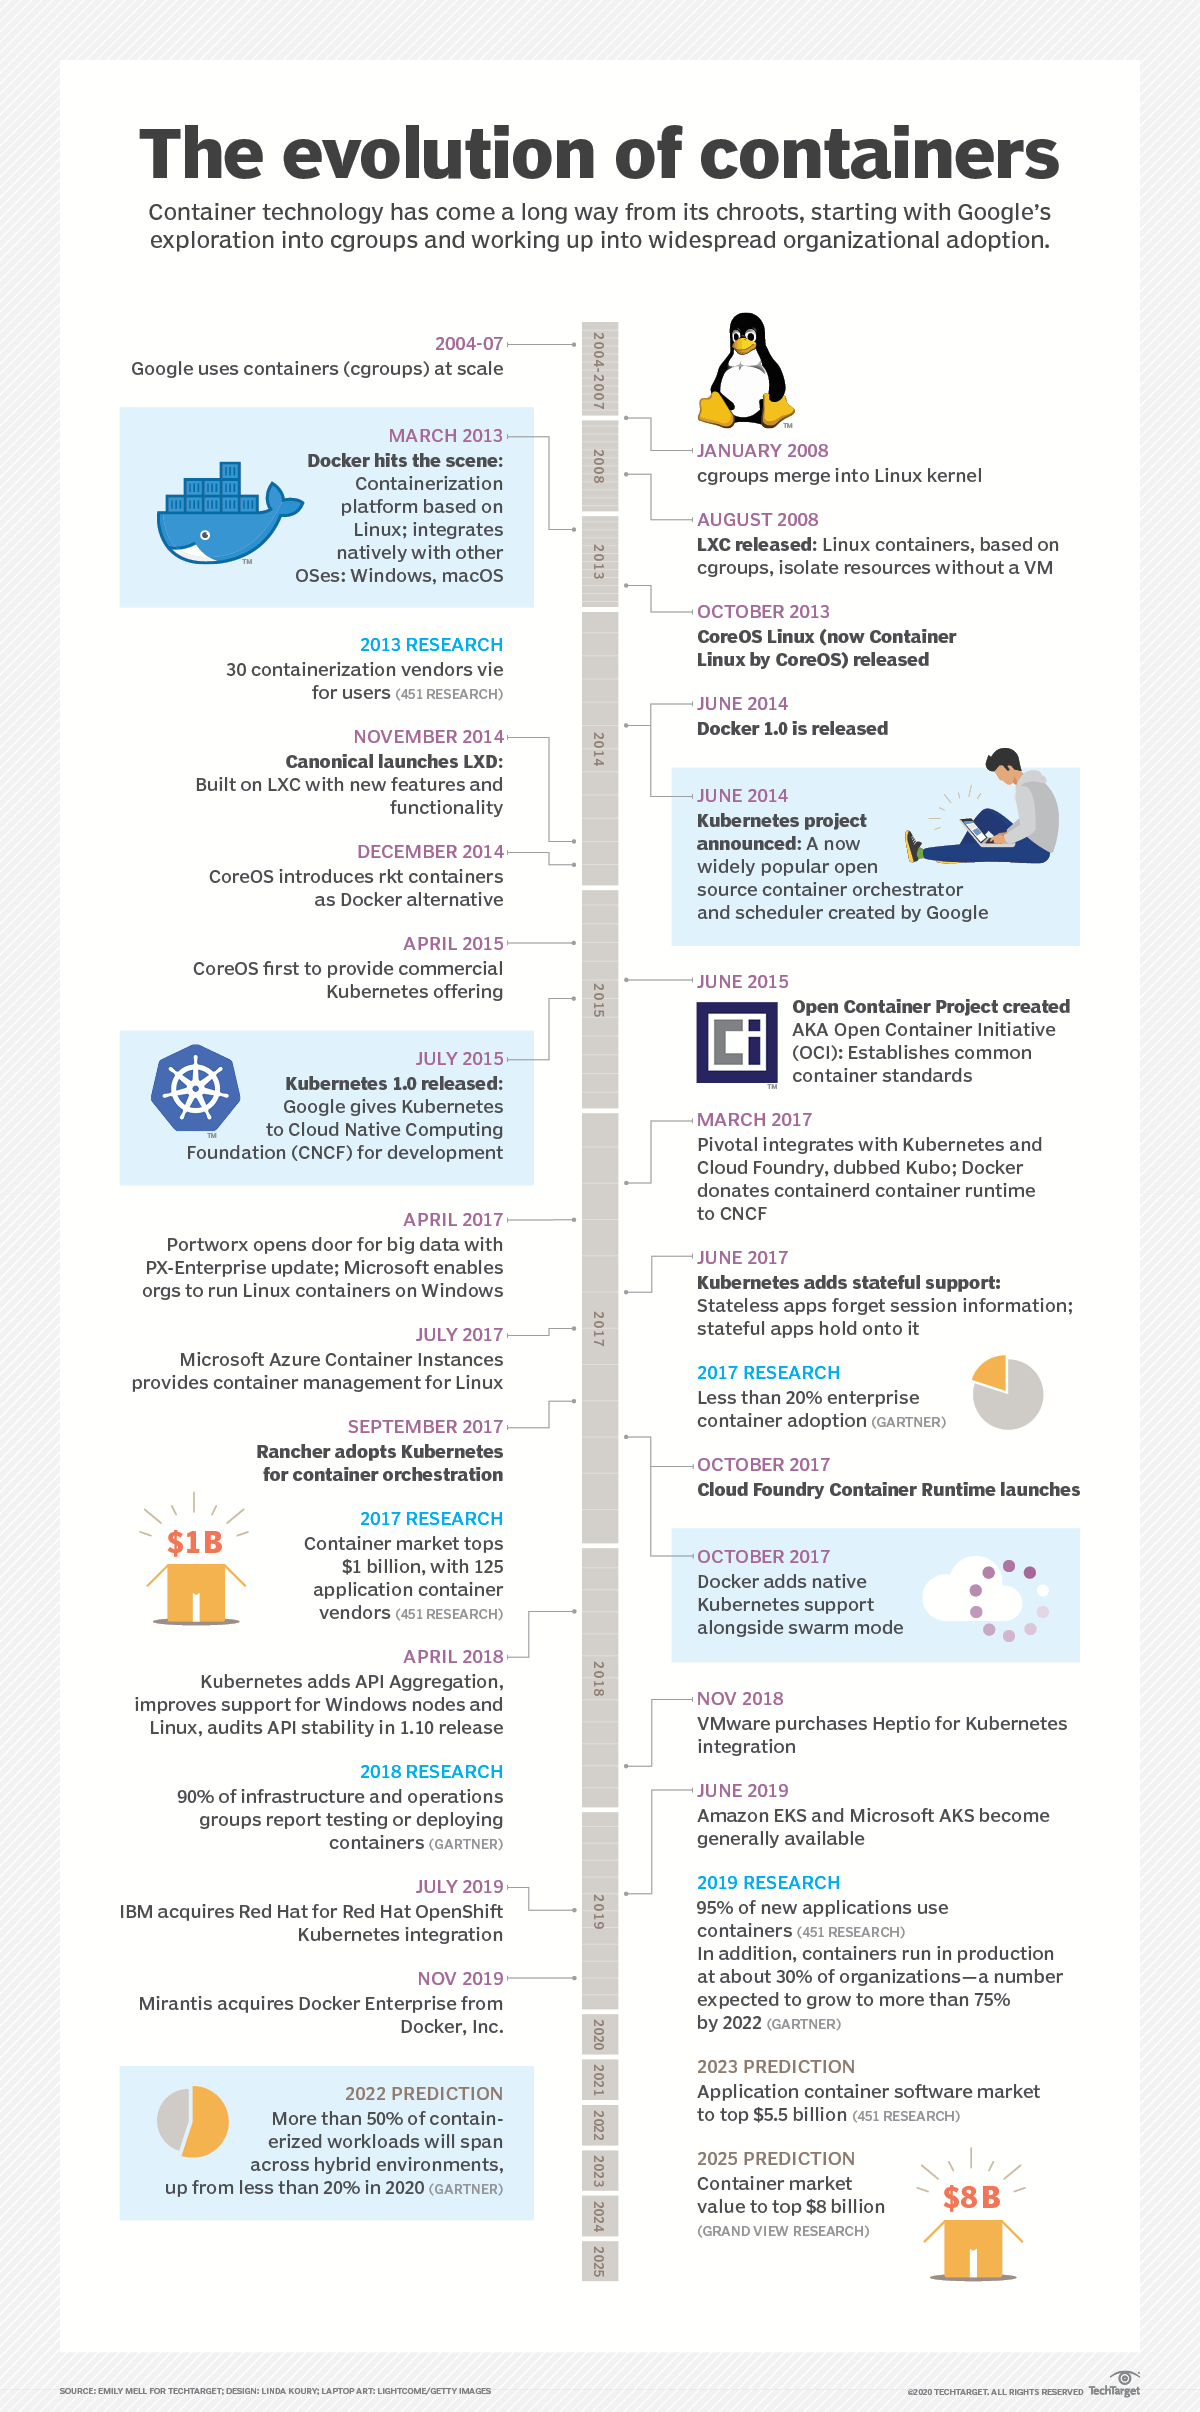 The evolution of containers
Container technology has come a long way from its chroots, starting with Google's
exploration into cgroups and working up into widespread organizational adoption.
2004-07
Google uses containers (cgroups) at scale
2004-2007
TM
JANUARY 2008
cgroups merge into Linux kernel
MARCH 2013
Docker hits the scene:
Containerization
platform based on
Linux; integrates
natively with other
OSes: Windows, macOS
TM
2008
AUGUST 2008
LXC released: Linux containers, based on
cgroups, isolate resources without a VM
2013
OCTOBER 2013
CoreOS Linux (now Container
Linux by CoreOS) released
2013 RESEARCH
30 containerization vendors vie
for users (451 RESEARCH)
JUNE 2014
Docker 1.0 is released
NOVEMBER 2014
Canonical launches LXD:
Built on LXC with new features and
functionality
2014
JUNE 2014
Kubernetes project
announced: A now
widely popular open
source container orchestrator
and scheduler created by Google
DECEMBER 2014
CoreOS introduces rkt containers
as Docker alternative
APRIL 2015
CoreOS first to provide commercial
Kubernetes offering
2015
JUNE 2015
Open Container Project created
AKA Open Container Initiative
(OCI): Establishes common
container standards
TM
JULY 2015
Kubernetes 1.0 released:
Google gives Kubernetes
to Cloud Native Computing
Foundation (CNCF) for development
TM
MARCH 2017
Pivotal integrates with Kubernetes and
Cloud Foundry, dubbed Kubo; Docker
donates containerd container runtime
to CNCF
APRIL 2017
Portworx opens door for big data with
PX-Enterprise update; Microsoft enables
orgs to run Linux containers on Windows
JUNE 2017
Kubernetes adds stateful support:
Stateless apps forget session information;
stateful apps hold onto it
2017
JULY 2017
Microsoft Azure Container Instances
provides container management for Linux
2017 RESEARCH
Less than 20% enterprise
container adoption (GARTNER)
SEPTEMBER 2017
Rancher adopts Kubernetes
for container orchestration
OCTOBER 2017
Cloud Foundry Container Runtime launches
$1B
2017 RESEARCH
Container market tops
$1 billion, with 125
application container
vendors (451 RESEARCH)
OCTOBER 2017
Docker adds native
Kubernetes support
alongside swarm mode
APRIL 2018
Kubernetes adds API Aggregation,
improves support for Windows nodes and
Linux, audits API stability in 1.10 release
2018
NOV 2018
VMware purchases Heptio for Kubernetes
integration
2018 RESEARCH
90% of infrastructure and operations
groups report testing or deploying
containers (GARTNER)
JUNE 2019
Amazon EKS and Microsoft AKS become
generally available
JULY 2019
IBM acquires Red Hat for Red Hat OpenShift
Kubernetes integration
2019
2019 RESEARCH
95% of new applications use
containers (451 RESEARCH)
In addition, containers run in production
at about 30% of organizations—a number
expected to grow to more than 75%
by 2022 (GARTNER)
NOV 2019
Mirantis acquires Docker Enterprise from
Docker, Inc.
2020
2021
2022
2023
2024
2025
2022 PREDICTION
More than 50% of contain-
erized workloads will span
across hybrid environments,
up from less than 20% in 2020 (GARTNER)
2023 PREDICTION
Application container software market
to top $5.5 billion (451 RESEARCH)
2025 PREDICTION
Container market
value to top $8 billion
(GRAND VIEW RESEARCH)
$8B
SOURCE: EMILY MELL FOR TECHTARGET; DESIGN: LINDA KOURY; LAPTOP ART: LIGHTCOME/GETTY IMAGES
©2020 TECHTARGET. ALL RIGHTS RESERVED TechTarget